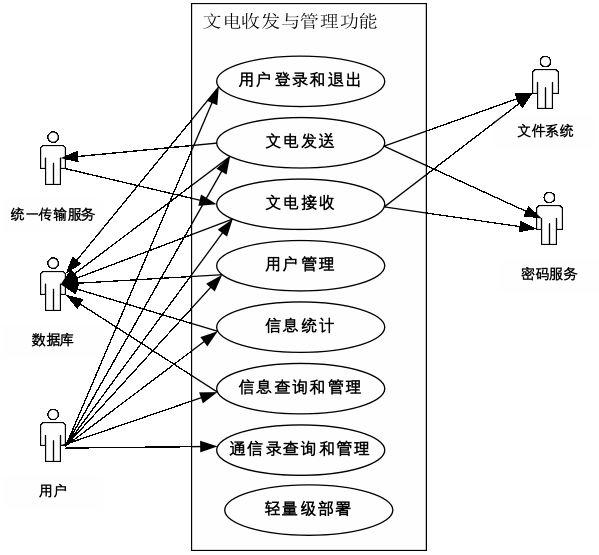 文电收发与管理功能
用户登录和退出
文电发送
文电接收
用户管理
信息统计
信息查询和管理
通信录查询和管理
轻量级部署
统一传输服务
数据库
用户
文件系统
密码服务